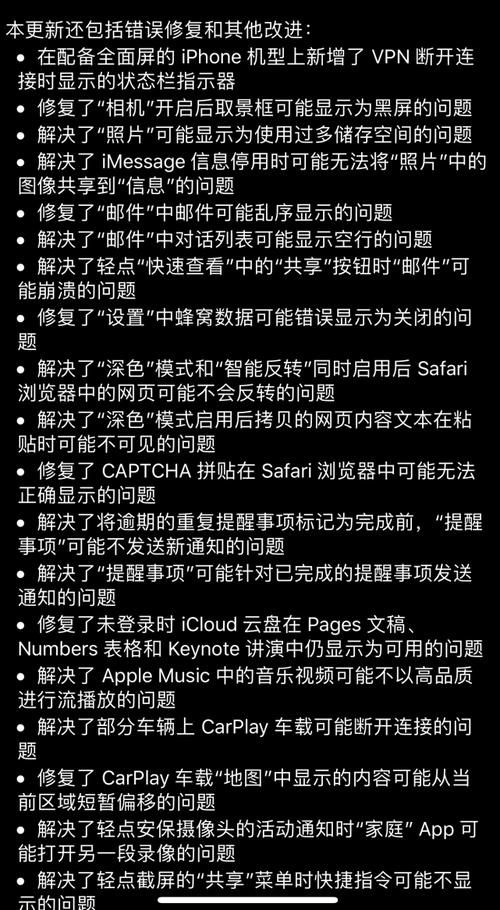 本更新还包括错误修复和其他改进：
• 在配备全面屏的 iPhone 机型上新增了 VPN 断开连
接时显示的状态栏指示器
• 修复了“相机”开启后取景框可能显示为黑屏的问题
• 解决了“照片”可能显示为使用过多储存空间的问题
• 解决了 iMessage 信息停用时可能无法将“照片”中的
图像共享到“信息”的问题
• 修复了“邮件”中邮件可能乱序显示的问题
• 解决了“邮件”中对话列表可能显示空行的问题
• 解决了轻点“快速查看”中的“共享”按钮时“邮件”可
能崩溃的问题
• 修复了“设置”中蜂窝数据可能错误显示为关闭的问
题
• 解决了“深色”模式和“智能反转”同时启用后 Safari
浏览器中的网页可能不会反转的问题
• 解决了“深色”模式启用后拷贝的网页内容文本在粘
贴时可能不可见的问题
• 修复了 CAPTCHA 拼贴在 Safari 浏览器中可能无法
正确显示的问题
• 解决了将逾期的重复提醒事项标记为完成前，“提醒
事项”可能不发送新通知的问题
• 解决了“提醒事项”可能针对已完成的提醒事项发送
通知的问题
• 修复了未登录时 iCloud 云盘在 Pages 文稿、
Numbers 表格和 Keynote 讲演中仍显示为可用的问题
• 解决了 Apple Music 中的音乐视频可能不以高品质
进行流播放的问题
• 解决了部分车辆上 CarPlay 车载可能断开连接的问
题
• 修复了 CarPlay 车载“地图”中显示的内容可能从当
前区域短暂偏移的问题
• 解决了轻点安保摄像头的活动通知时“家庭” App 可
能打开另一段录像的问题
• 解决了轻点截屏的“共享”菜单时快捷指令可能不显
示的问题